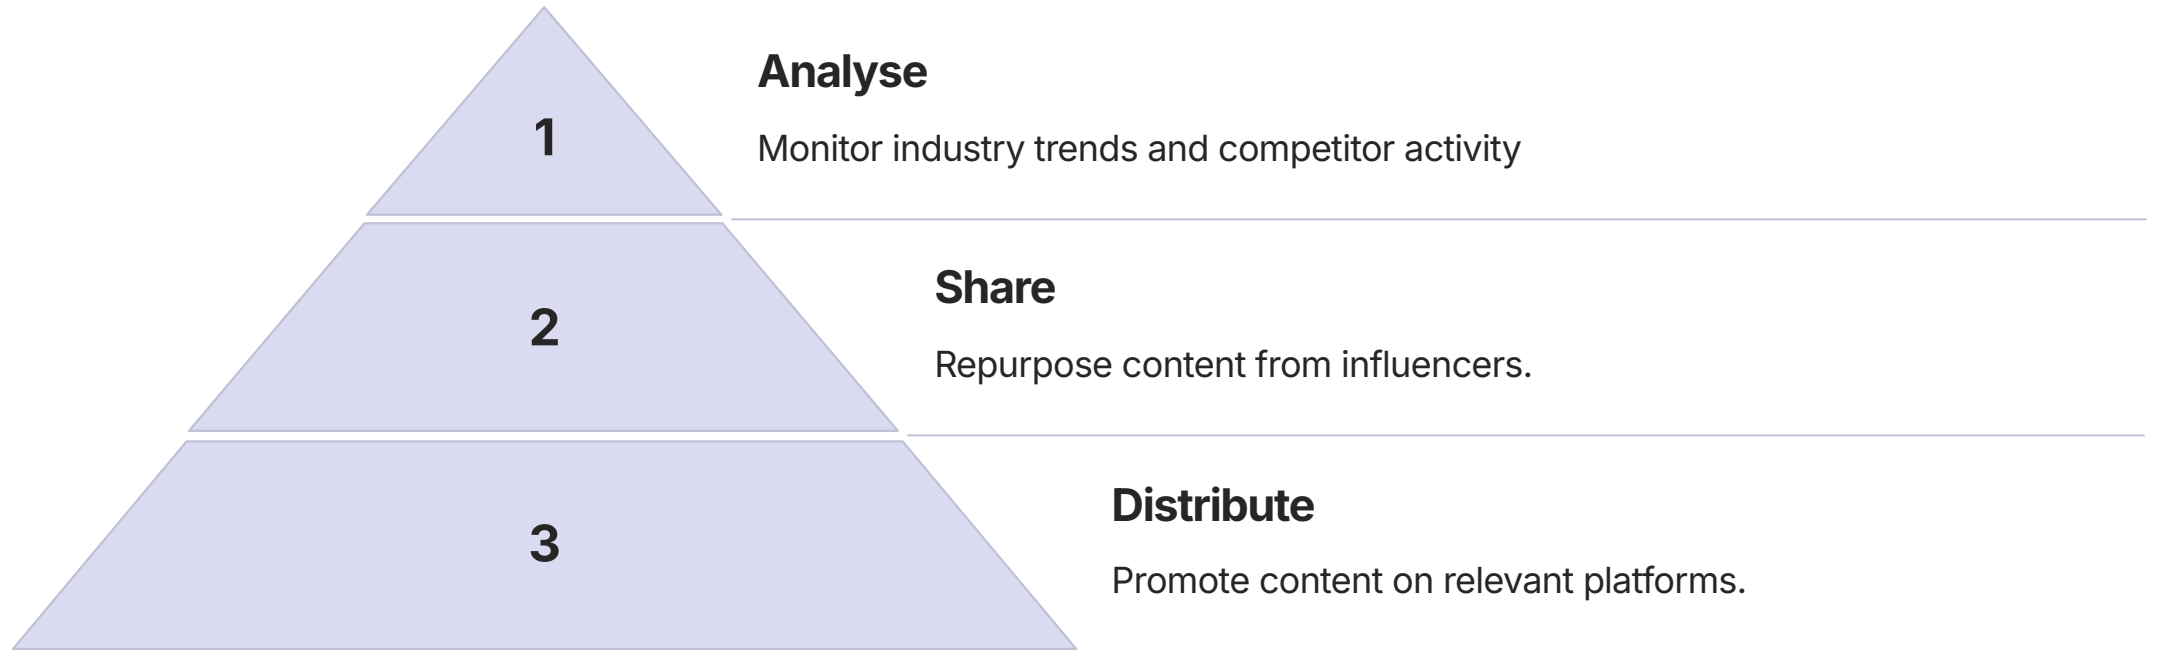 1
Analyse
Monitor industry trends and competitor activity
2
Share
Repurpose content from influencers.
3
Distribute
Promote content on relevant platforms.